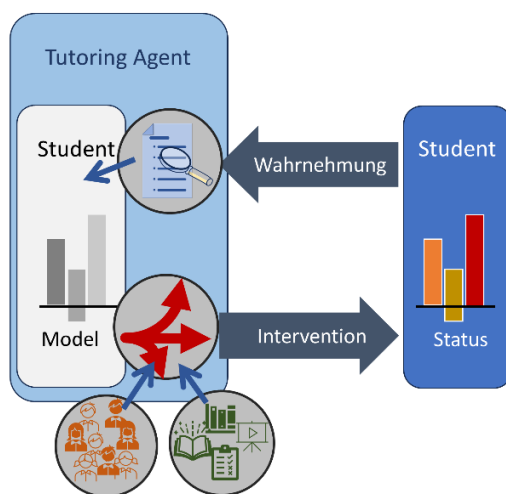 Tutoring Agent
Student
Wahrnehmung
Student
Model
Intervention
Status